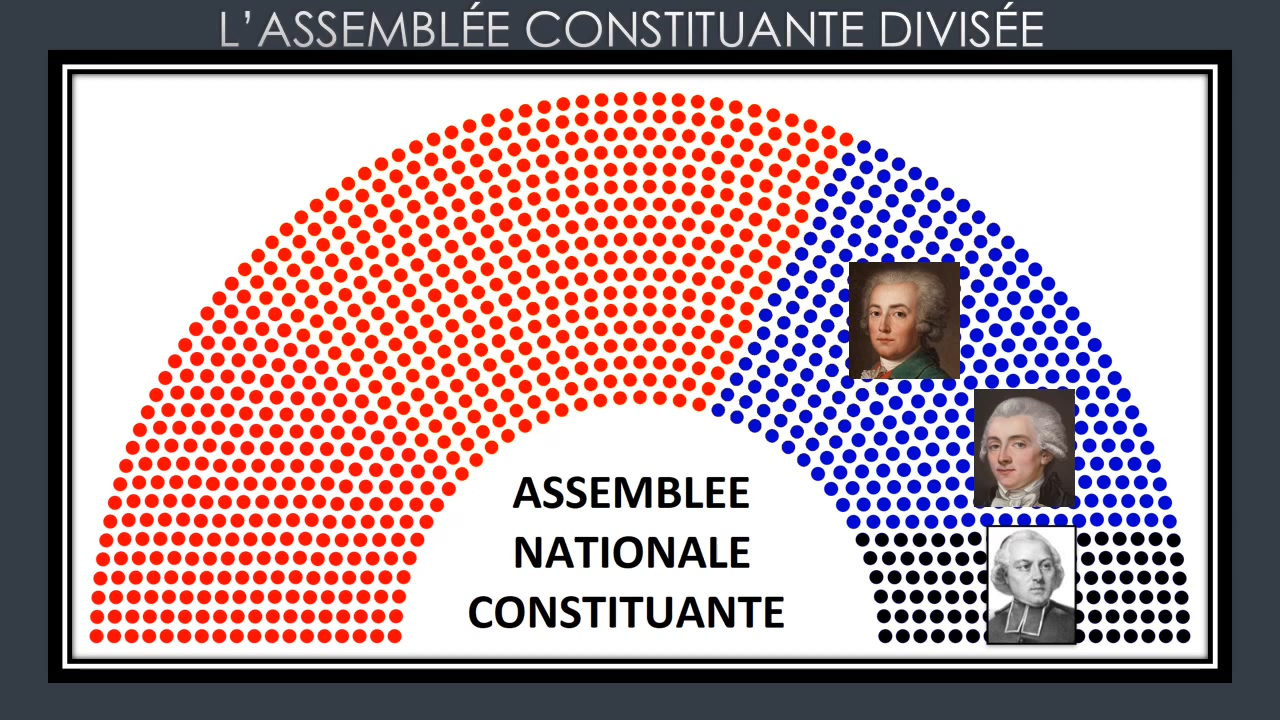 L’ASSEMBLÉE CONSTITUANTE DIVISÉE
ASSEMBLEE
NATIONALE
CONSTITUANTE